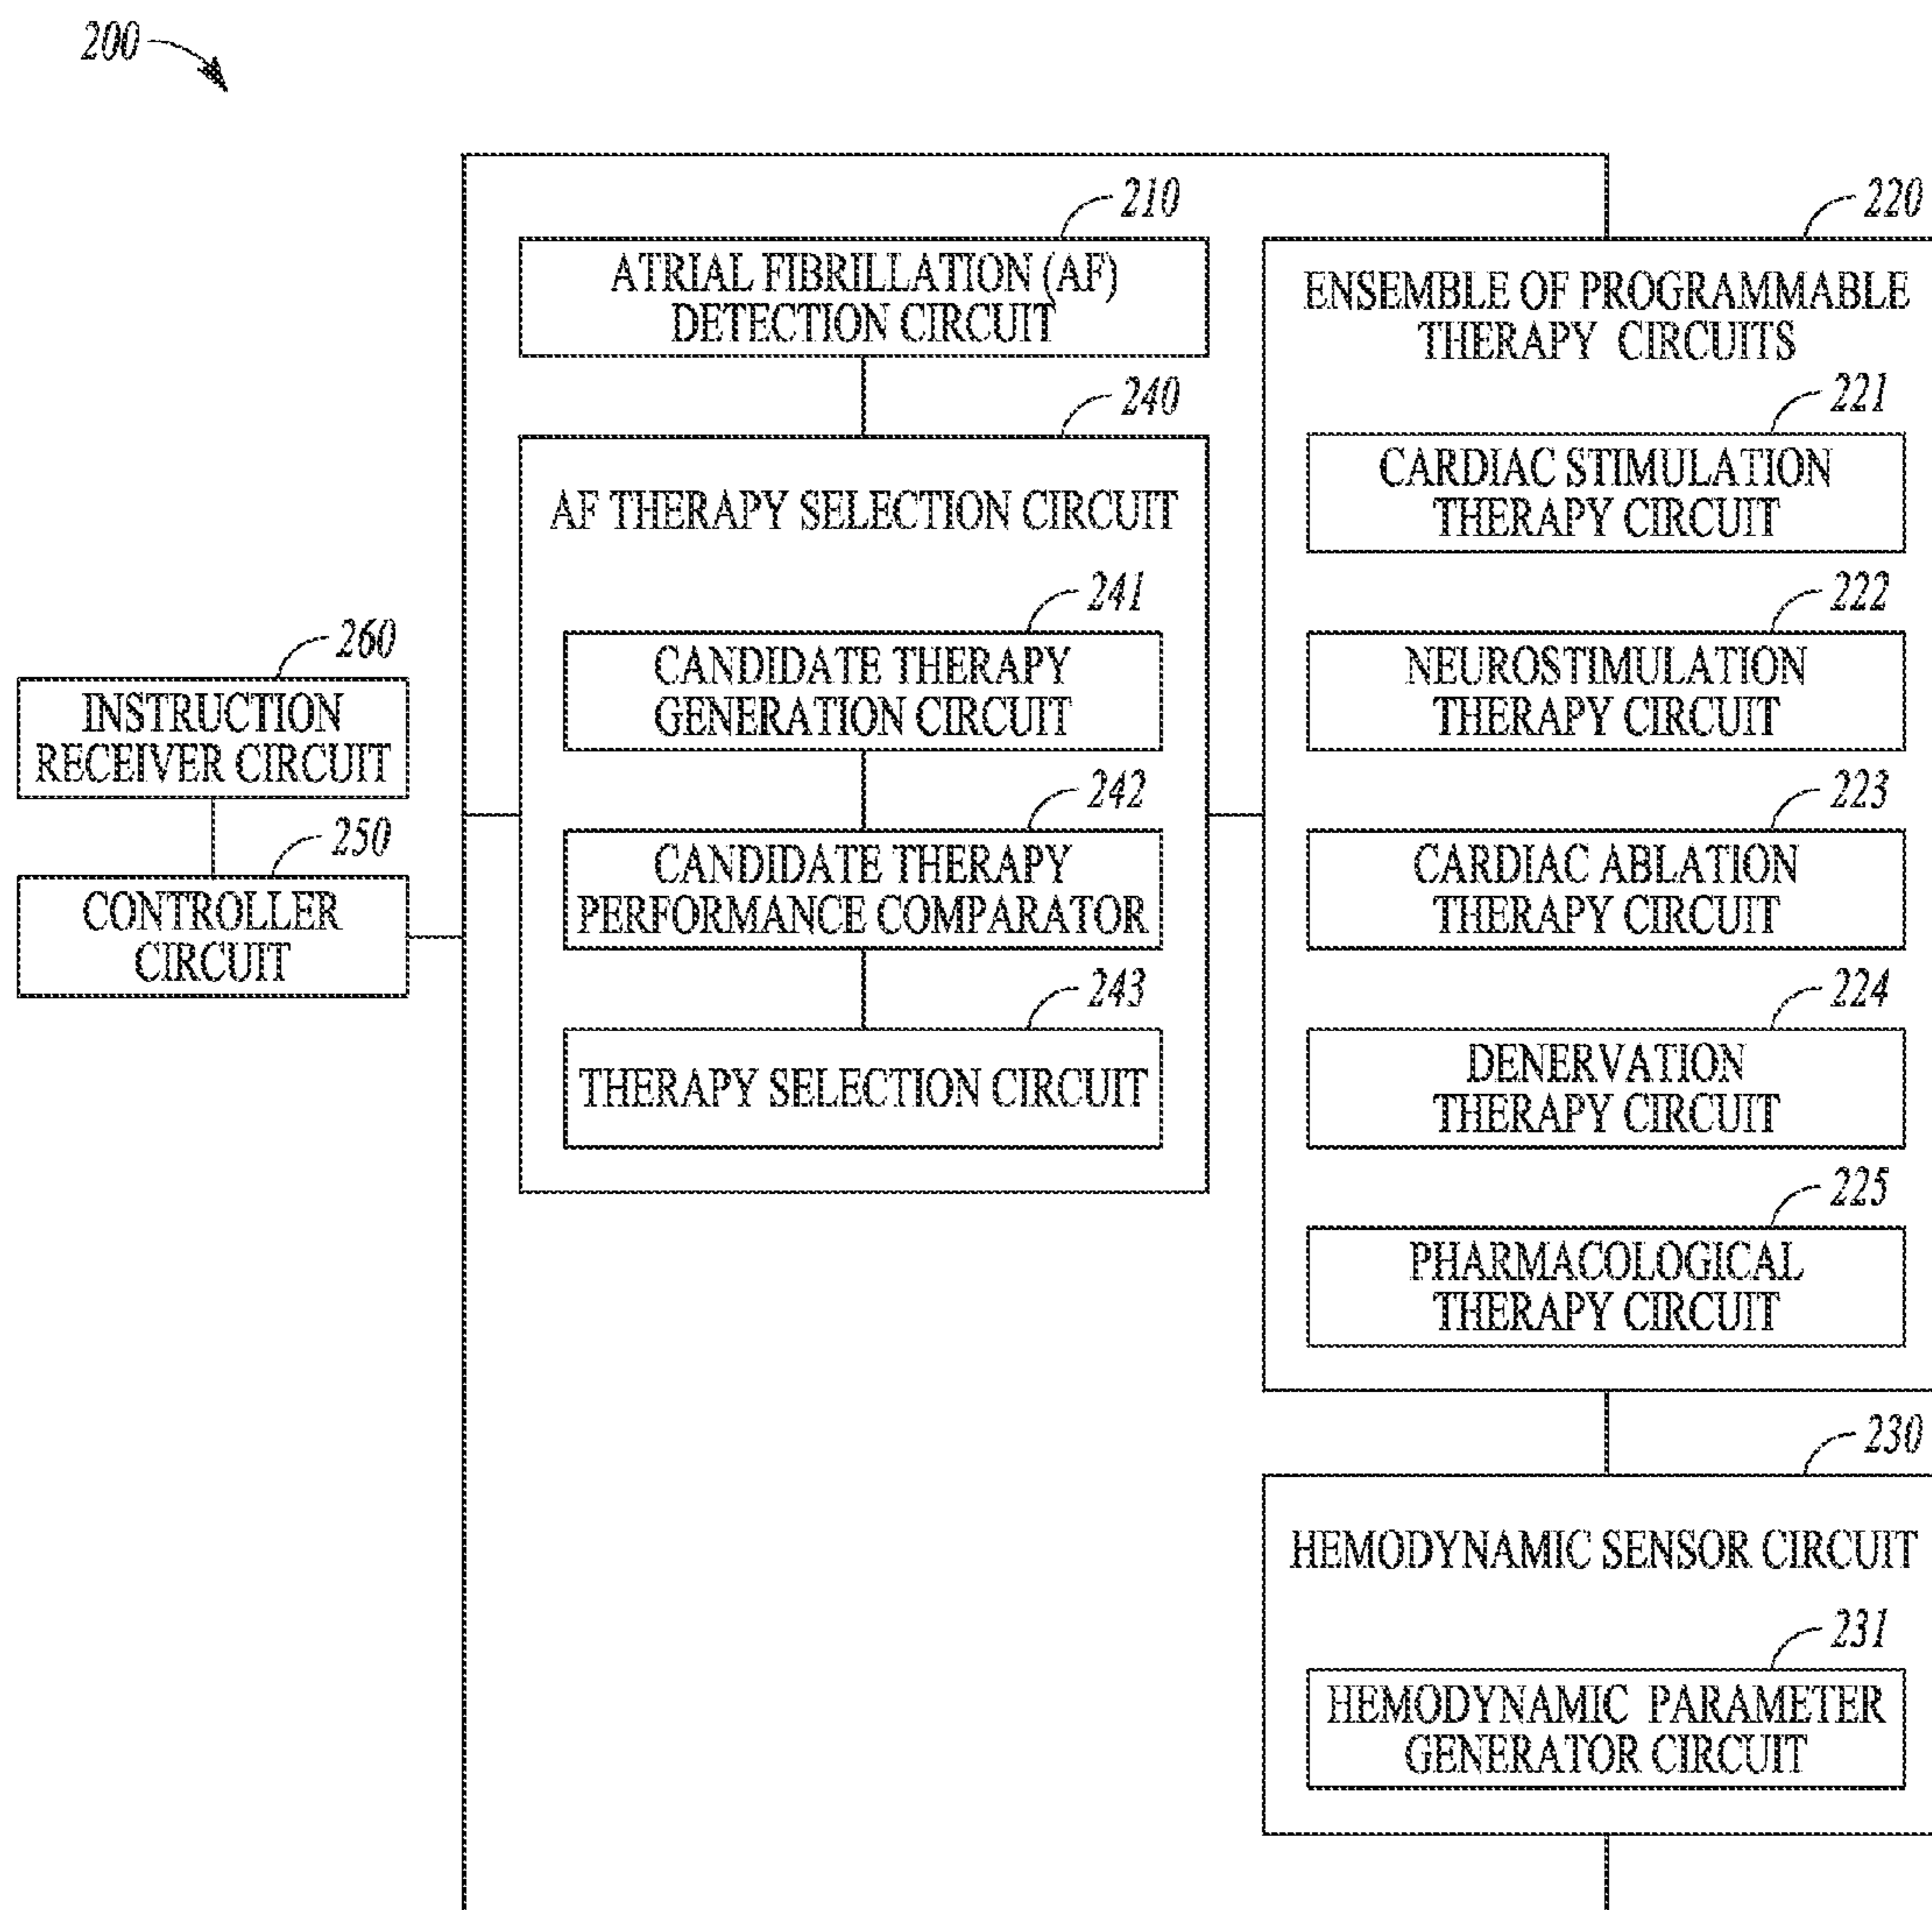 200
210
ATRIAL FIBRILLATION (AF)
DETECTION CIRCUIT
240
AF THERAPY SELECTION CIRCUIT
241
CANDIDATE THERAPY
GENERATION CIRCUIT
242
CANDIDATE THERAPY
PERFORMANCE COMPARATOR
243
THERAPY SELECTION CIRCUIT
260
INSTRUCTION
RECEIVER CIRCUIT
250
CONTROLLER
CIRCUIT
220
ENSEMBLE OF PROGRAMMABLE
THERAPY CIRCUITS
221
CARDIAC STIMULATION
THERAPY CIRCUIT
222
NEUROSTIMULATION
THERAPY CIRCUIT
223
CARDIAC ABLATION
THERAPY CIRCUIT
224
DENERVATION
THERAPY CIRCUIT
225
PHARMACOLOGICAL
THERAPY CIRCUIT
230
HEMODYNAMIC SENSOR CIRCUIT
231
HEMODYNAMIC PARAMETER
GENERATOR CIRCUIT